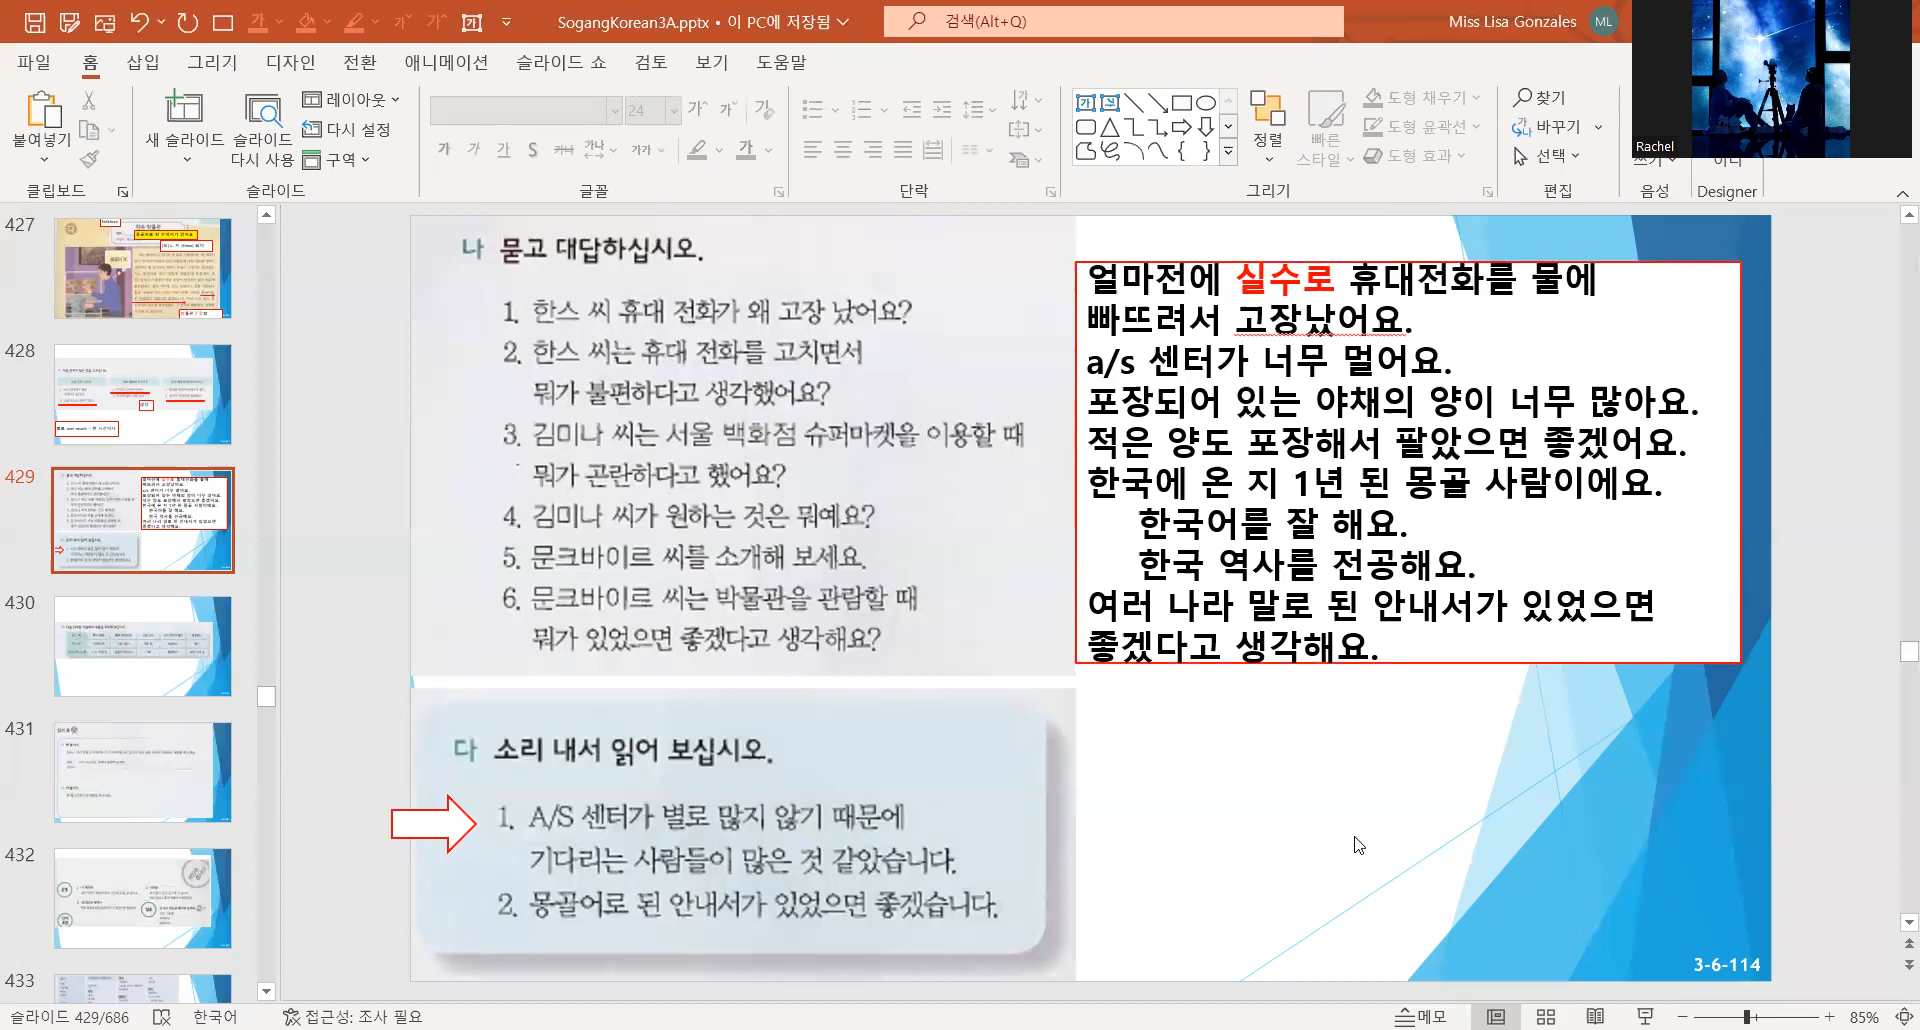 SogangKorean3A.pptx • 이 PC에 저장됨
검색(Alt+Q)
Miss Lisa Gonzales
ML
파일 홈 삽입 그리기 디자인 전환 애니메이션 슬라이드 쇼 검토 보기 도움말
붙여넣기
새 슬라이드
슬라이드
다시 사용
레이아웃
다시 설정
구역
24
정렬
빠른
스타일
도형 채우기
도형 윤곽선
도형 효과
찾기
바꾸기
선택
Rachel
클립보드 슬라이드 글꼴 단락 그리기 편집 음성 Designer
427
428
429
430
431
432
433
나 묻고 대답하십시오.
1. 한스 씨 휴대 전화가 왜 고장 났어요?
2. 한스 씨는 휴대 전화를 고치면서
뭐가 불편하다고 생각했어요?
3. 김미나 씨는 서울 백화점 슈퍼마켓을 이용할 때
뭐가 곤란하다고 했어요?
4. 김미나 씨가 원하는 것은 뭐예요?
5. 문크바이르 씨를 소개해 보세요.
6. 문크바이르 씨는 박물관을 관람할 때
뭐가 있었으면 좋겠다고 생각해요?
얼마전에 실수로 휴대전화를 물에
빠뜨려서 고장났어요.
a/s 센터가 너무 멀어요.
포장되어 있는 야채의 양이 너무 많아요.
적은 양도 포장해서 팔았으면 좋겠어요.
한국에 온 지 1년 된 몽골 사람이에요.
한국어를 잘 해요.
한국 역사를 전공해요.
여러 나라 말로 된 안내서가 있었으면
좋겠다고 생각해요.
다 소리 내서 읽어 보십시오.
1. A/S 센터가 별로 많지 않기 때문에
기다리는 사람들이 많은 것 같았습니다.
2. 몽골어로 된 안내서가 있었으면 좋겠습니다.
3-6-114
슬라이드 429/686
한국어
접근성: 조사 필요
메모
85%